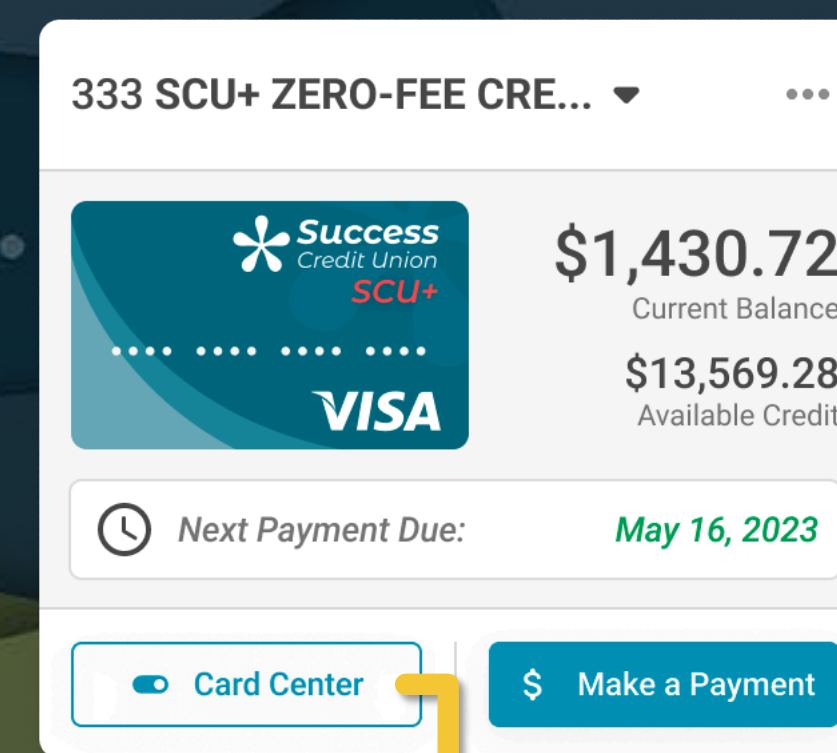 333 SCU+ ZERO-FEE CRE...
Success
Credit Union
SCU+
VISA
$1,430.72
Current Balance
$13,569.28
Available Credit
Next Payment Due: May 16, 2023
Card Center
$ Make a Payment